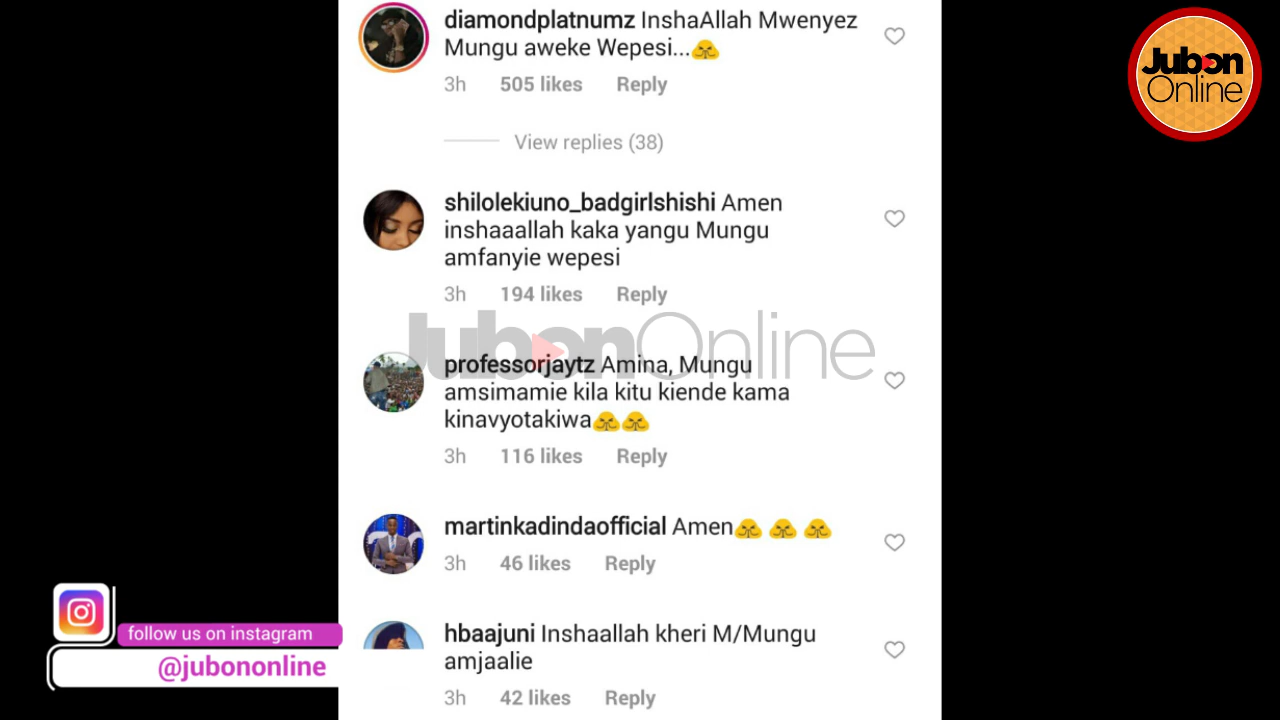 diamondplatnumz InshaAllah Mwenyez
Mungu aweke Wepesi...🙏
3h 505 likes Reply
View replies (38)
shilolekiuno_badgirlshishi Amen
inshaaallah kaka yangu Mungu
amfanyie wepesi
3h 194 likes Reply
professorjaytz Amina, Mungu
amsimamie kila kitu kiende kama
kinavyotakiwa🙏🙏
3h 116 likes Reply
martinkadindaofficial Amen🙏 🙏 🙏
3h 46 likes Reply
hbaajuni Inshaallah kheri M/Mungu
amjaalie
3h 42 likes Reply
Jubon
Online
JubonOnline
follow us on instagram
@jubononline